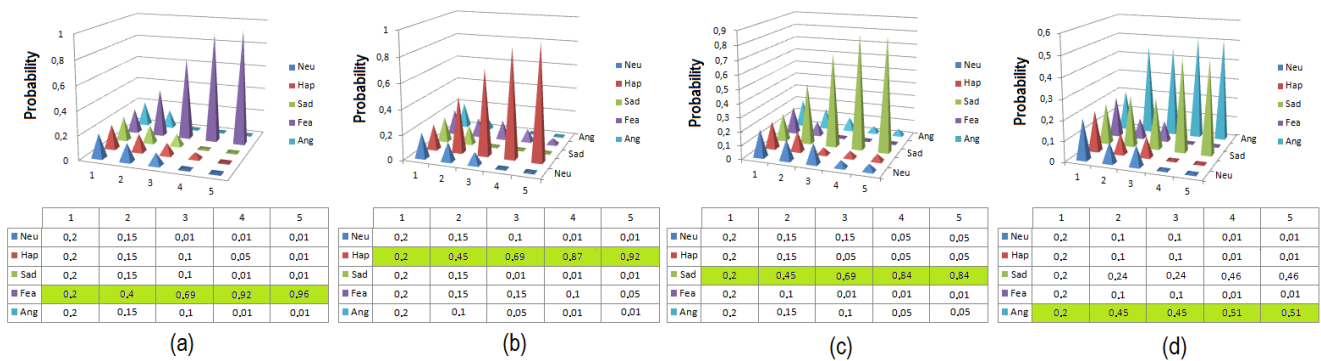 Probability
1
0,8
0,6
0,4
0,2
0
1 2 3 4 5
Neu
Hap
Sad
Fea
Ang
1 2 3 4 5
Neu 0,2 0,15 0,01 0,01 0,01
Hap 0,2 0,15 0,1 0,05 0,01
Sad 0,2 0,15 0,1 0,01 0,01
Fea 0,2 0,4 0,69 0,92 0,96
Ang 0,2 0,15 0,1 0,01 0,01
(a)
Probability
1
0,8
0,6
0,4
0,2
0
1 2 3 4 5
Ang
Sad
Neu
Neu
Hap
Sad
Fea
Ang
1 2 3 4 5
Neu 0,2 0,15 0,1 0,01 0,01
Hap 0,2 0,45 0,69 0,87 0,92
Sad 0,2 0,15 0,01 0,01 0,01
Fea 0,2 0,15 0,15 0,1 0,05
Ang 0,2 0,1 0,05 0,01 0,01
(b)
Probability
0,9
0,8
0,7
0,6
0,5
0,4
0,3
0,2
0,1
0
1 2 3 4 5
Ang
Sad
Neu
Neu
Hap
Sad
Fea
Ang
1 2 3 4 5
Neu 0,2 0,15 0,15 0,05 0,05
Hap 0,2 0,15 0,05 0,05 0,05
Sad 0,2 0,45 0,69 0,84 0,84
Fea 0,2 0,1 0,01 0,01 0,01
Ang 0,2 0,15 0,1 0,05 0,05
(c)
Probability
0,6
0,5
0,4
0,3
0,2
0,1
0
1 2 3 4 5
Ang
Sad
Neu
Neu
Hap
Sad
Fea
Ang
1 2 3 4 5
Neu 0,2 0,1 0,1 0,01 0,01
Hap 0,2 0,1 0,1 0,01 0,01
Sad 0,2 0,24 0,24 0,46 0,46
Fea 0,2 0,1 0,1 0,01 0,01
Ang 0,2 0,45 0,45 0,51 0,51
(d)